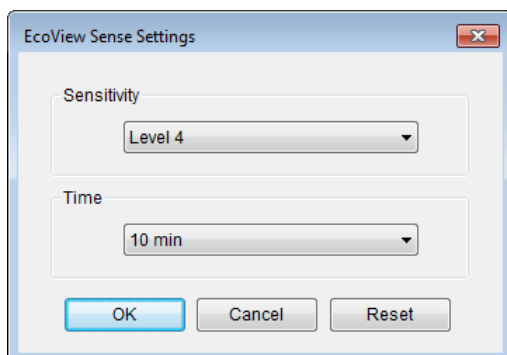 EcoView Sense Settings
Sensitivity
Level 4
Time
10 min
OK Cancel Reset